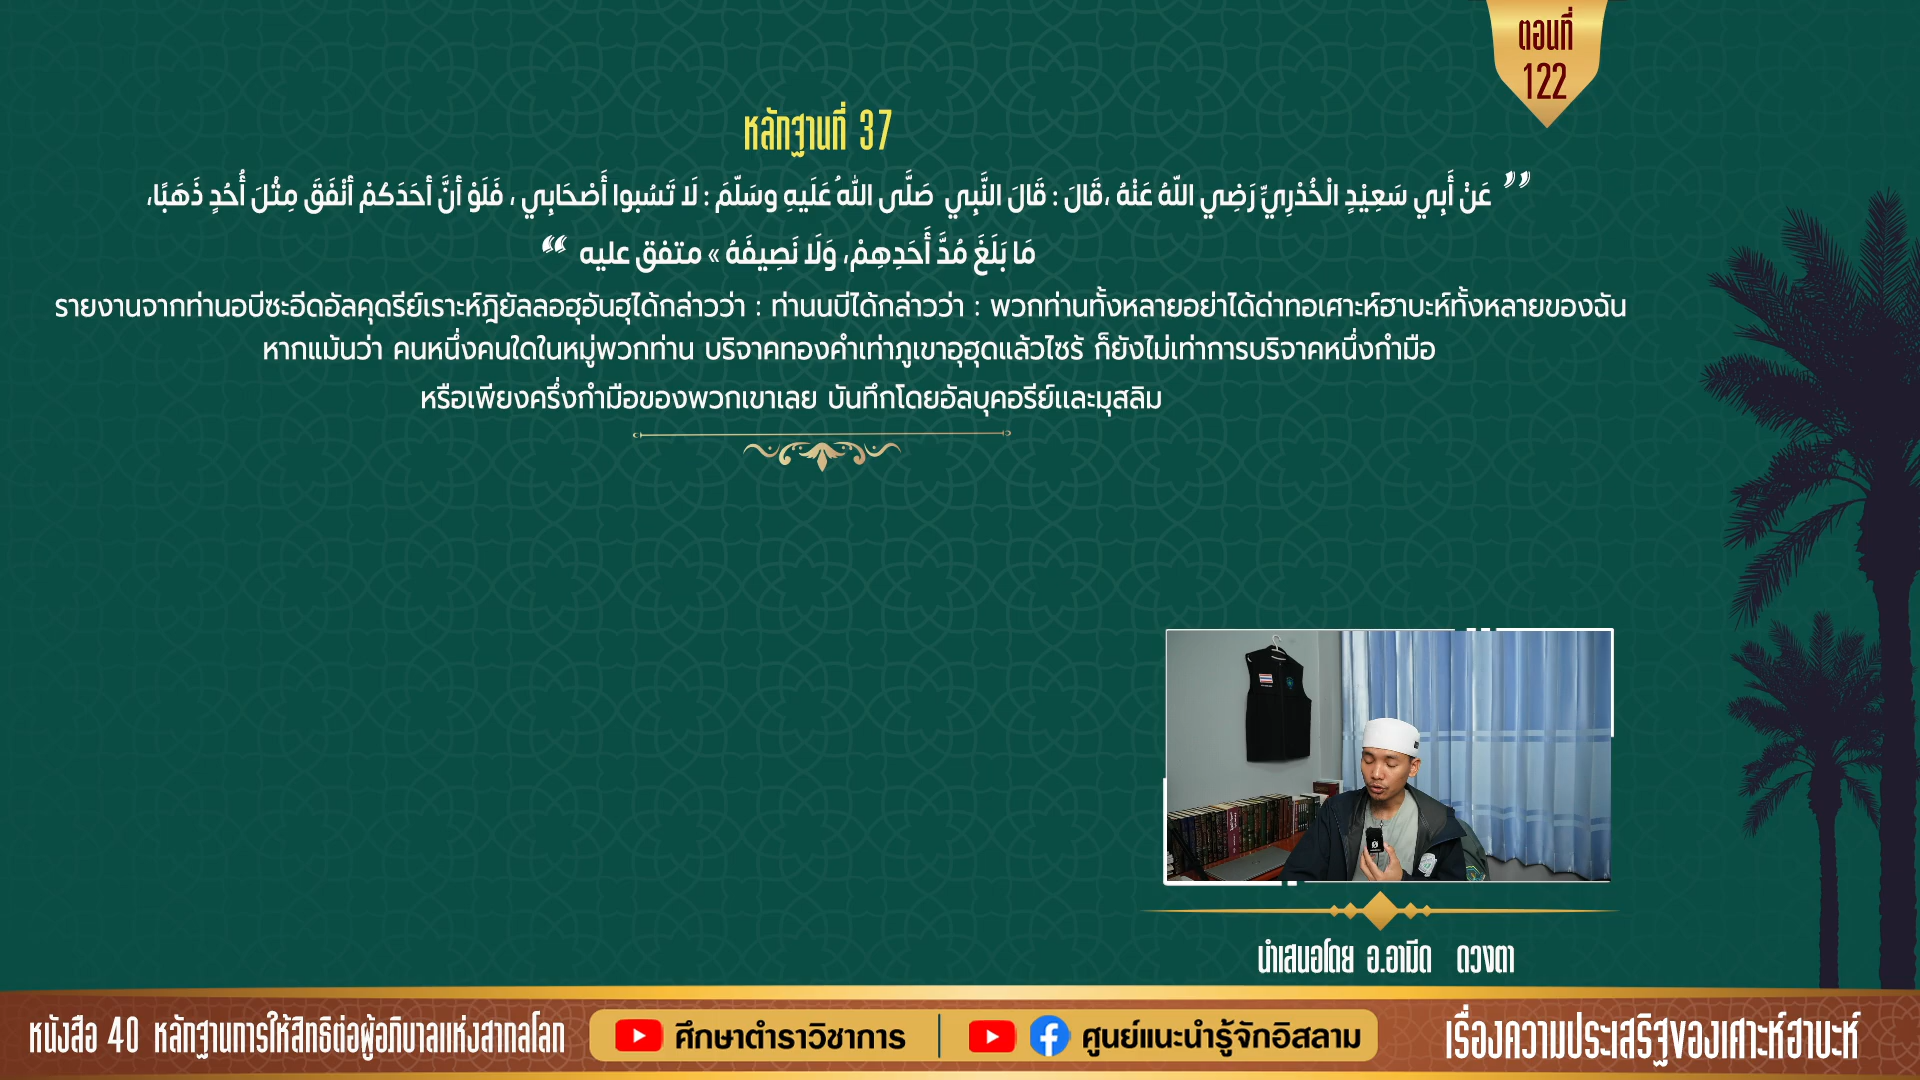 ตอนที่
122
หลักฐานที่ 37
” عَنْ أَبِي سَعِيْدٍ الْخُدْرِيِّ رَضِي اللّهُ عَنْهُ ،قَالَ : قَالَ النَّبِي صَلَّى اللهُ عَلَيهِ وسَلّمَ : لَا تَسُبوا أَصْحَابِي ، فَلَوْ أنَّ أحَدَكمْ أنْفَقَ مِثْلَ أُحُدٍ ذَهَبًا،
مَا بَلَغَ مُدَّ أَحَدِهِمْ، وَلَا نَصِيفَهُ » متفق عليه “
รายงานจากท่านอบีซะอีดอัลคุดรีย์เราะห์ฎิยัลลอฮุอันฮุได้กล่าวว่า : ท่านนบีได้กล่าวว่า : พวกท่านทั้งหลายอย่าได้ด่าทอเศาะห์ฮาบะห์ทั้งหลายของฉัน
หากแม้นว่า คนหนึ่งคนใดในหมู่พวกท่าน บริจาคทองคำเท่าภูเขาอุฮุดแล้วไซร้ ก็ยังไม่เท่าการบริจาคหนึ่งกำมือ
หรือเพียงครึ่งกำมือของพวกเขาเลย บันทึกโดยอัลบุคอรีย์และมุสลิม
นำเสนอโดย อ.อามีด ดวงตา
หนังสือ 40 หลักฐานการให้สิทธิต่อผู้อภิบาลแห่งสากลโลก
ศึกษาตำราวิชาการ
ศูนย์แนะนำรู้จักอิสลาม
เรื่องความประเสริฐของเศาะห์ฮาบะห์